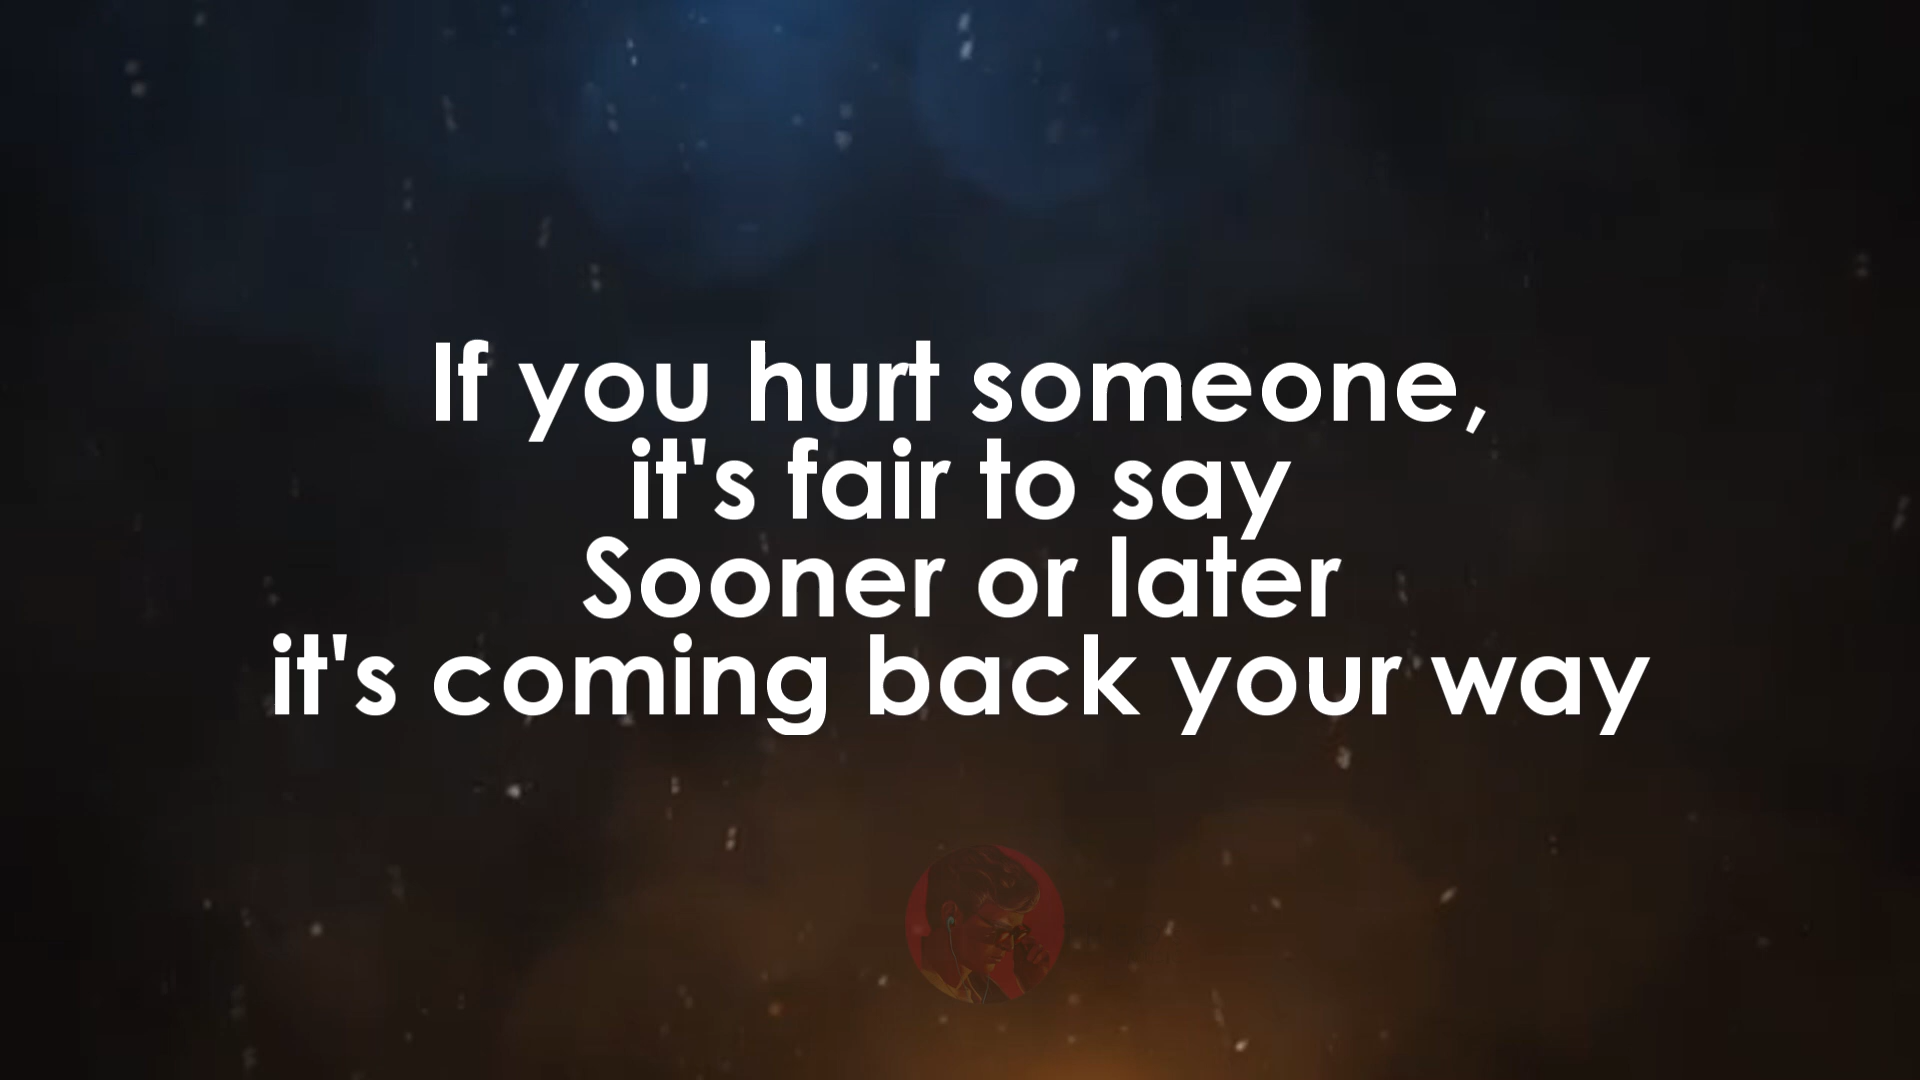 If you hurt someone,
it's fair to say
Sooner or later
it's coming back your way